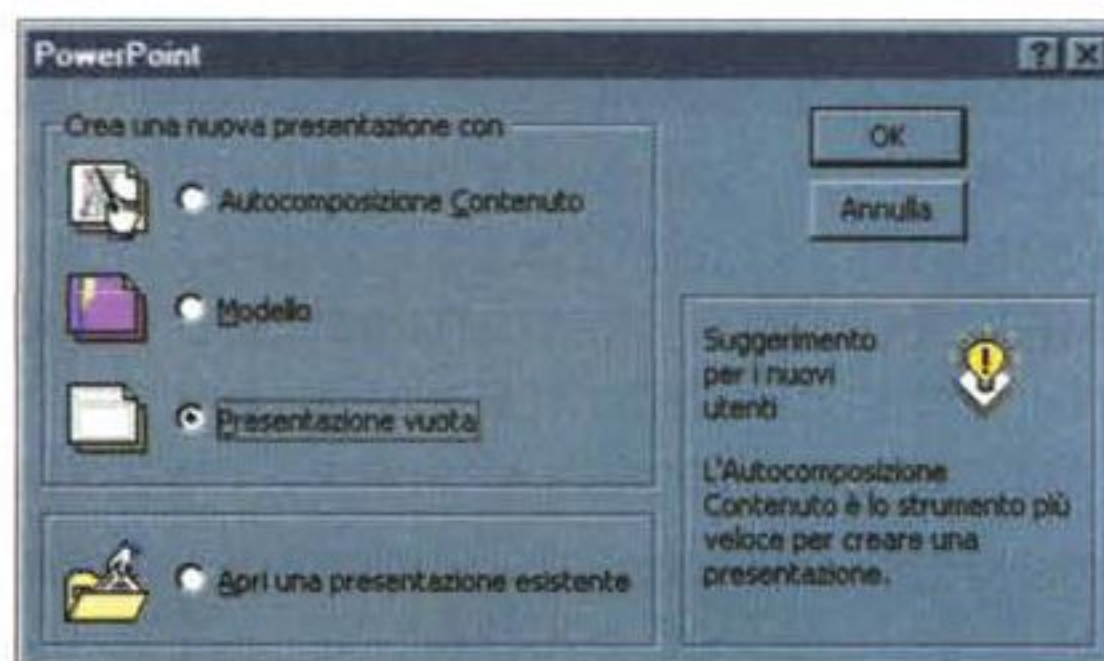 PowerPoint
Crea una nuova presentazione con
Autocomposizione Contenuto
Modello
Presentazione vuota
Apri una presentazione esistente
OK
Annulla
Suggerimento
per i nuovi
utenti
L'Autocomposizione
Contenuto è lo strumento più
veloce per creare una
presentazione.